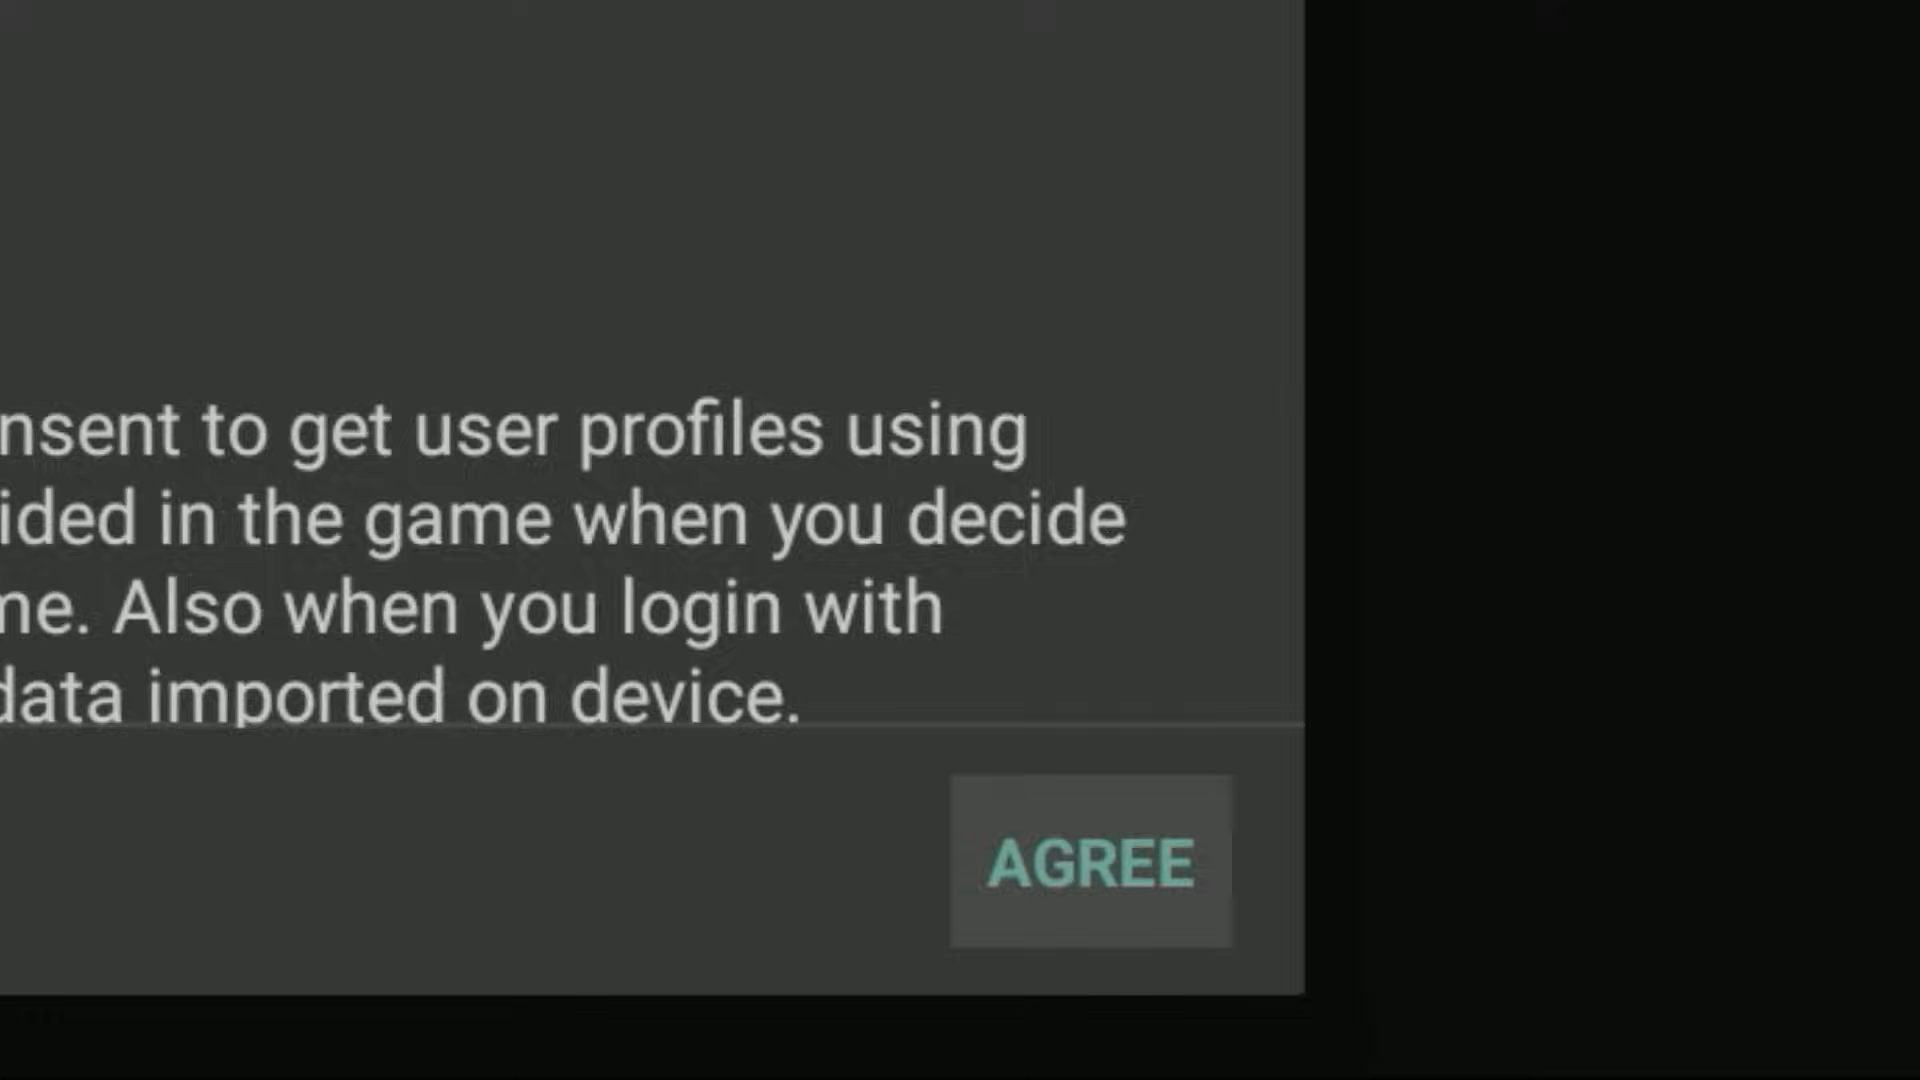 nsent to get user profiles using
ided in the game when you decide
me. Also when you login with
data imported on device.
AGREE